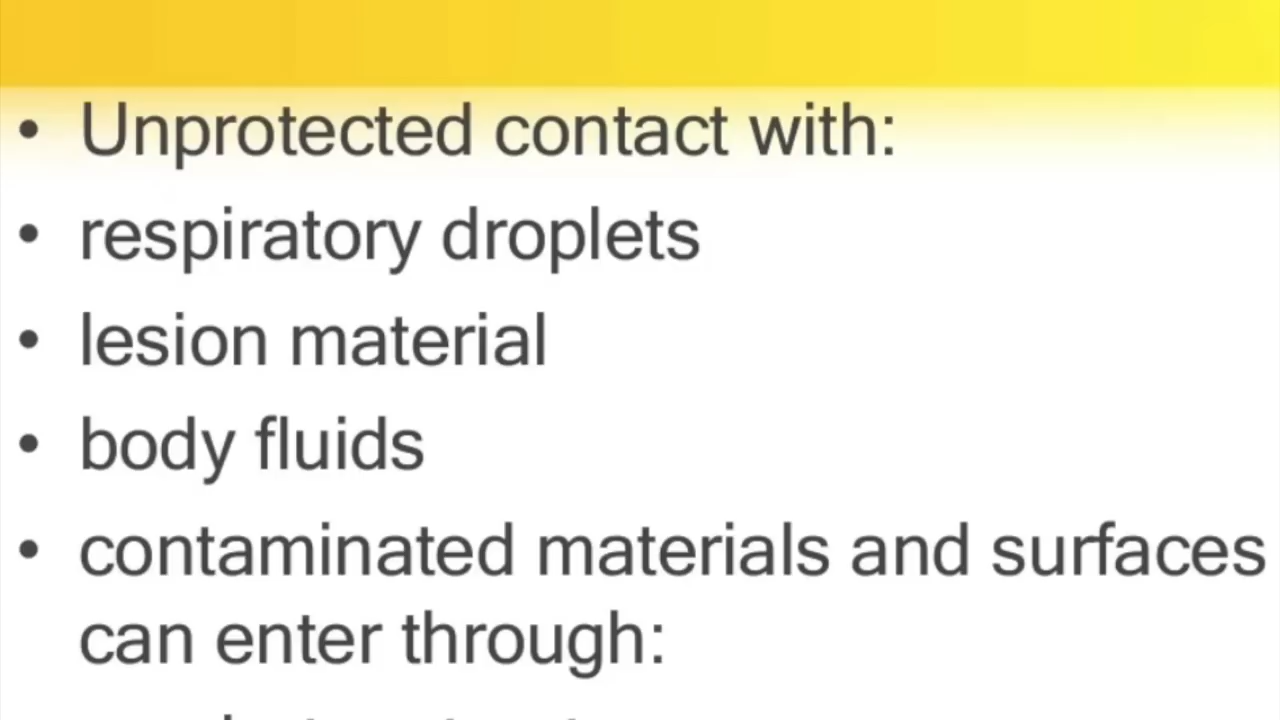 • Unprotected contact with:
• respiratory droplets
• lesion material
• body fluids
• contaminated materials and surfaces
can enter through: